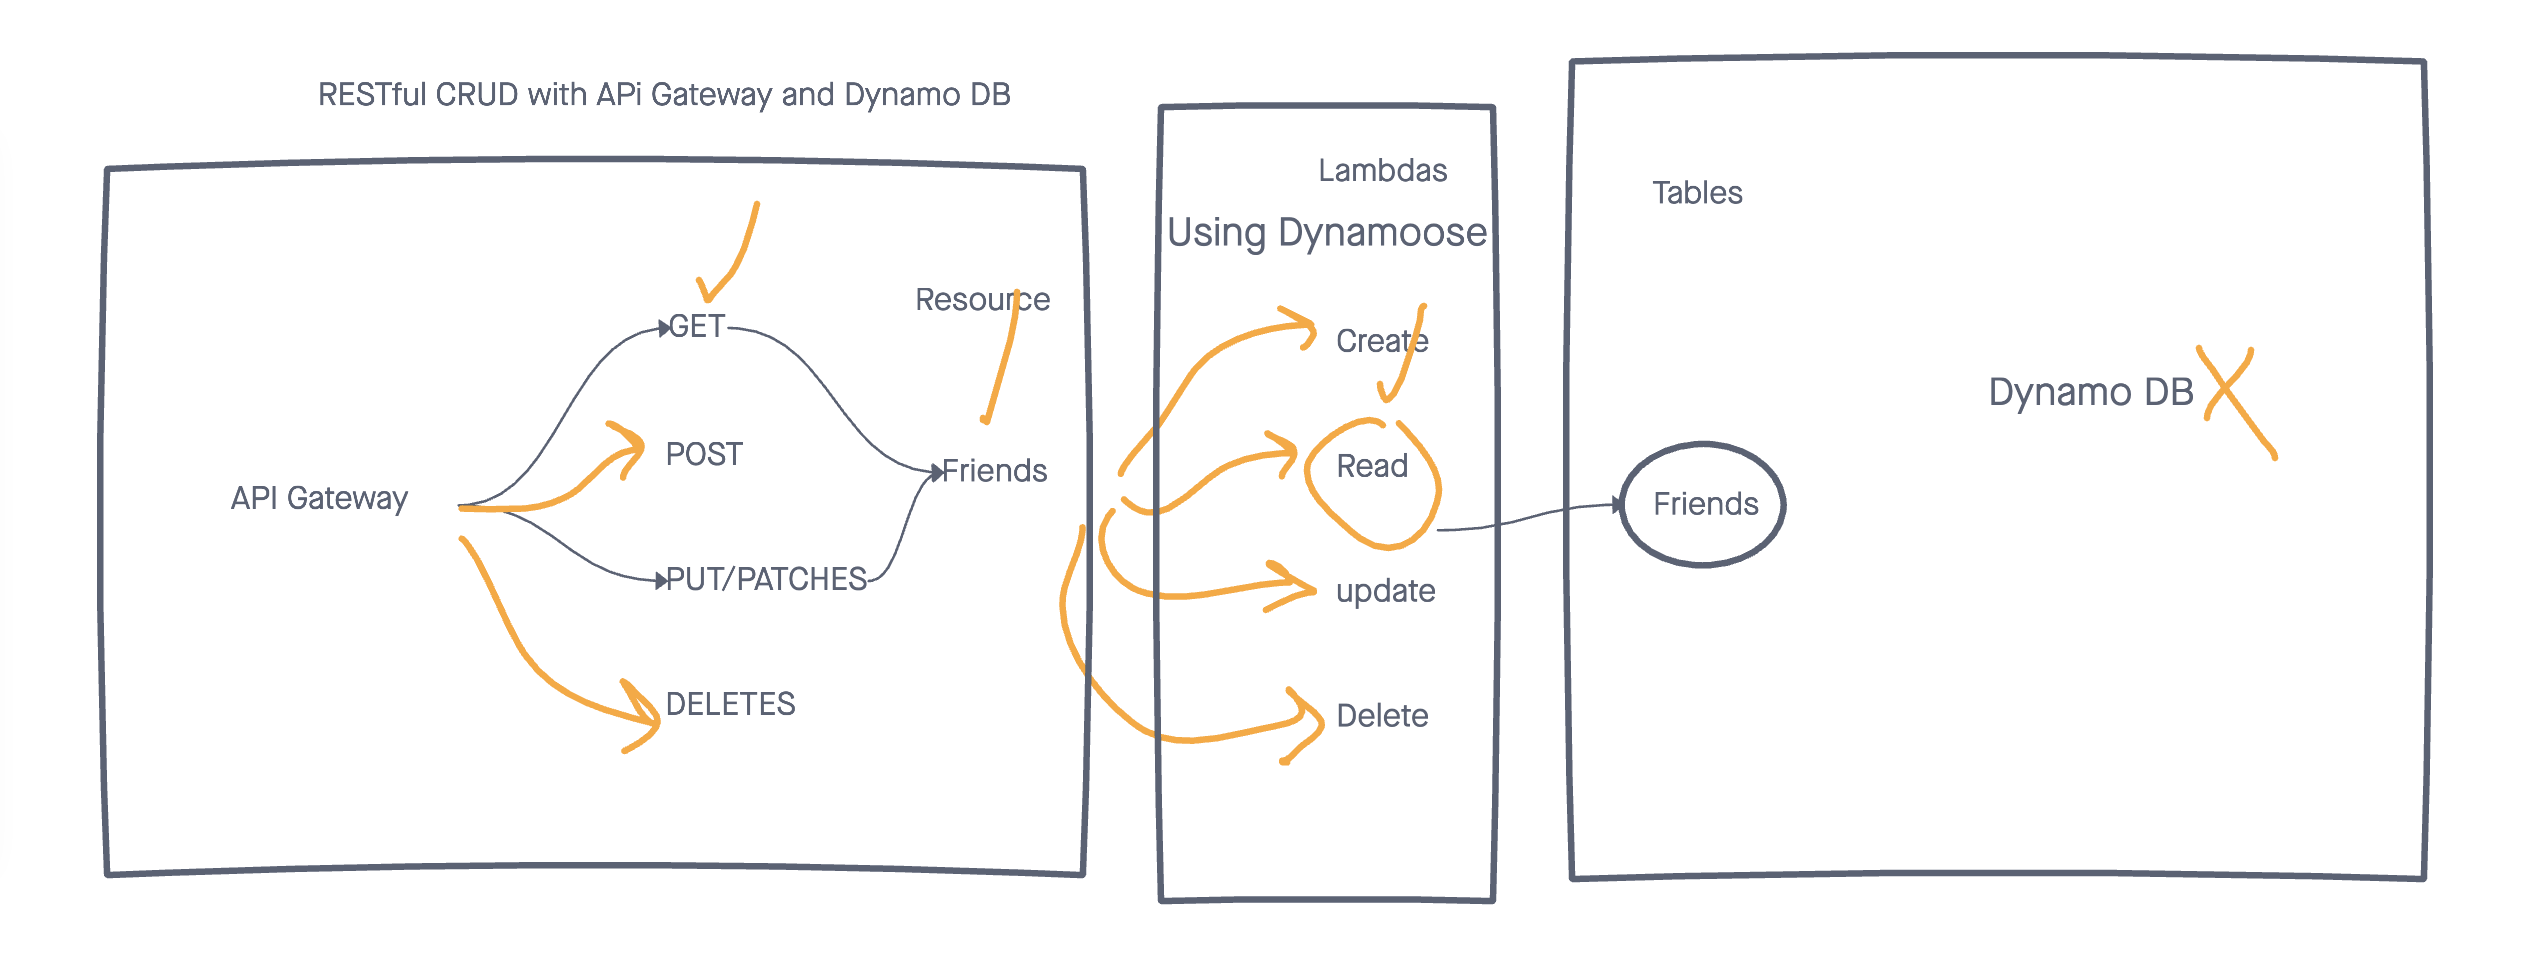 RESTful CRUD with APi Gateway and Dynamo DB
API Gateway
GET
POST
PUT/PATCHES
DELETES
Resource
Friends
Lambdas
Using Dynamoose
Create
Read
update
Delete
Tables
Friends
Dynamo DB